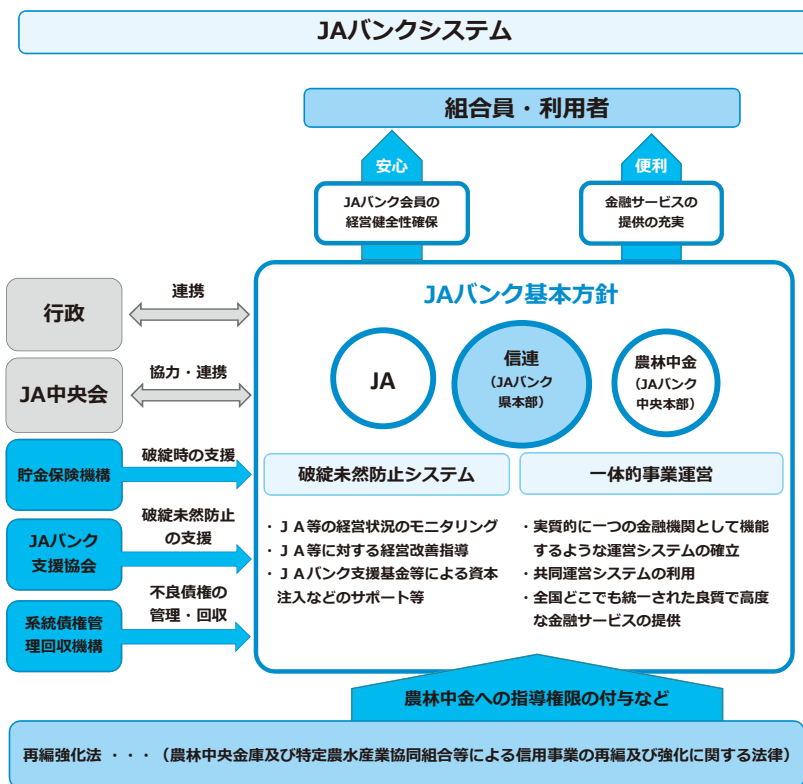 JAバンクシステム
組合員・利用者
安心
便利
JAバンク会員の
経営健全性確保
金融サービスの
提供の充実
JAバンク基本方針
行政
連携
JA中央会
協力・連携
JA
信連
（JAバンク
県本部）
農林中金
（JAバンク
中央本部）
貯金保険機構
破綻時の支援
JAバンク
支援協会
破綻未然防止
の支援
系統債権管
理回収機構
不良債権の
管理・回収
破綻未然防止システム
・ＪＡ等の経営状況のモニタリング
・ＪＡ等に対する経営改善指導
・ＪＡバンク支援基金等による資本
注入などのサポート等
一体的事業運営
・実質的に一つの金融機関として機能
するような運営システムの確立
・共同運営システムの利用
・全国どこでも統一された良質で高度
な金融サービスの提供
農林中金への指導権限の付与など
再編強化法 ・・・（農林中央金庫及び特定農水産業協同組合等による信用事業の再編及び強化に関する法律）